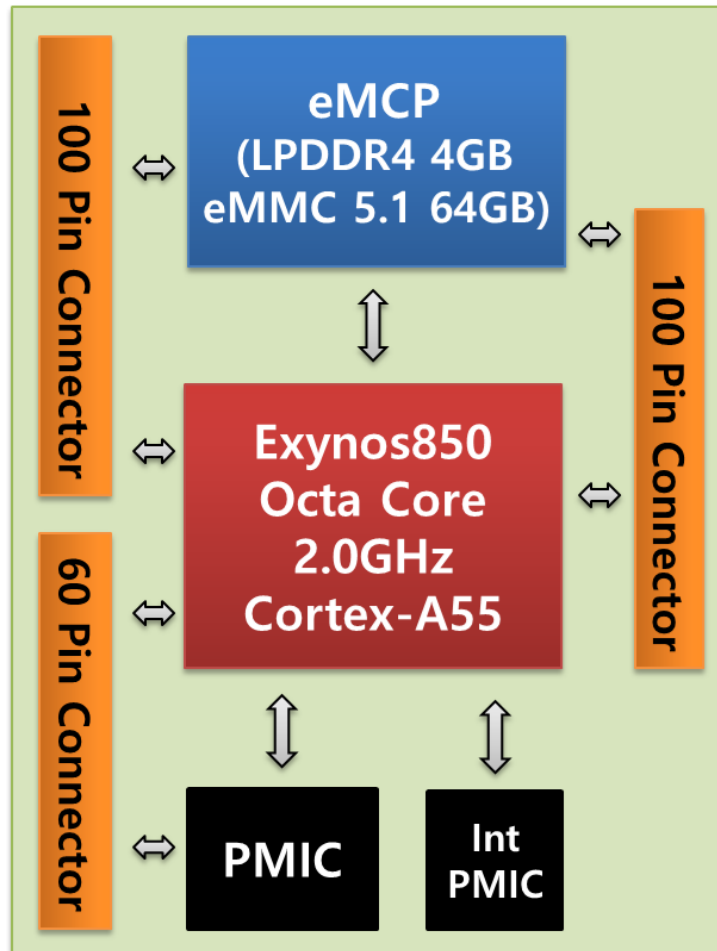 100 Pin Connector
eMCP
(LPDDR4 4GB
eMMC 5.1 64GB)
100 Pin Connector
Exynos850
Octa Core
2.0GHz
Cortex-A55
60 Pin Connector
PMIC
Int
PMIC